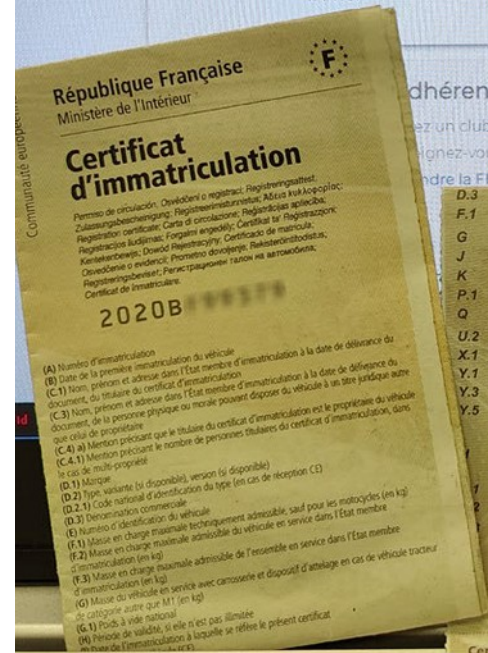 dhéren
ez un club
ignez-vou
ndre la F
Communauté europé
République Française
Ministère de l'Intérieur
F
Certificat
d'immatriculation
Permiso de circulación, Osvědčení o registraci; Registreringsattest,
Zulassungsbescheinigung; Registreerimistunnistus; Άδεια κυκλοφορίας;
Registration certificate; Carta di circolazione; Reģistrācijas apliecība;
Registracijos liudijimas; Forgalmi engedély; Ċertifikat ta' Reġistrazzjoni;
Kentekenbewijs; Dowód Rejestracyjny; Certificado de matrícula;
Osvedčenie o evidencii; Prometno dovoljenje; Rekisteröintitodistus;
Registreringsbeviset; Регистрационен талон на автомобила;
Certificat de înmatriculare.
2020B
(A) Numéro d'immatriculation
(B) Date de la première immatriculation du véhicule
(C.1) Nom, prénom et adresse dans l'État membre d'immatriculation à la date de délivrance du
document, du titulaire du certificat d'immatriculation
(C.3) Nom, prénom et adresse dans l'État membre d'immatriculation à la date de délivrance du
document, de la personne physique ou morale pouvant disposer du véhicule à un titre juridique autre
que celui de propriétaire
(C.4) a) Mention précisant que le titulaire du certificat d'immatriculation est le propriétaire du véhicule
(C.4.1) Mention précisant le nombre de personnes titulaires du certificat d'immatriculation, dans
le cas de multi-propriété
(D.1) Marque
(D.2) Type, variante (si disponible), version (si disponible)
(D.2.1) Code national d'identification du type (en cas de réception CE)
(D.3) Dénomination commerciale
(E) Numéro d'identification du véhicule
(F.1) Masse en charge maximale techniquement admissible, sauf pour les motocycles (en kg)
(F.2) Masse en charge maximale admissible du véhicule en service dans l'État membre
d'immatriculation (en kg)
(F.3) Masse en charge maximale admissible de l'ensemble en service dans l'État membre
d'immatriculation (en kg)
(G) Masse du véhicule en service avec carrosserie et dispositif d'attelage en cas de véhicule tracteur
de catégorie autre que M1 (en kg)
(G.1) Poids à vide national
(H) Période de validité, si elle n'est pas illimitée
(I) Date de l'immatriculation à laquelle se réfère le présent certificat
D.3
F.1
G
J
K
P.1
Q
U.2
X.1
Y.1
Y.3
Y.5
Cer